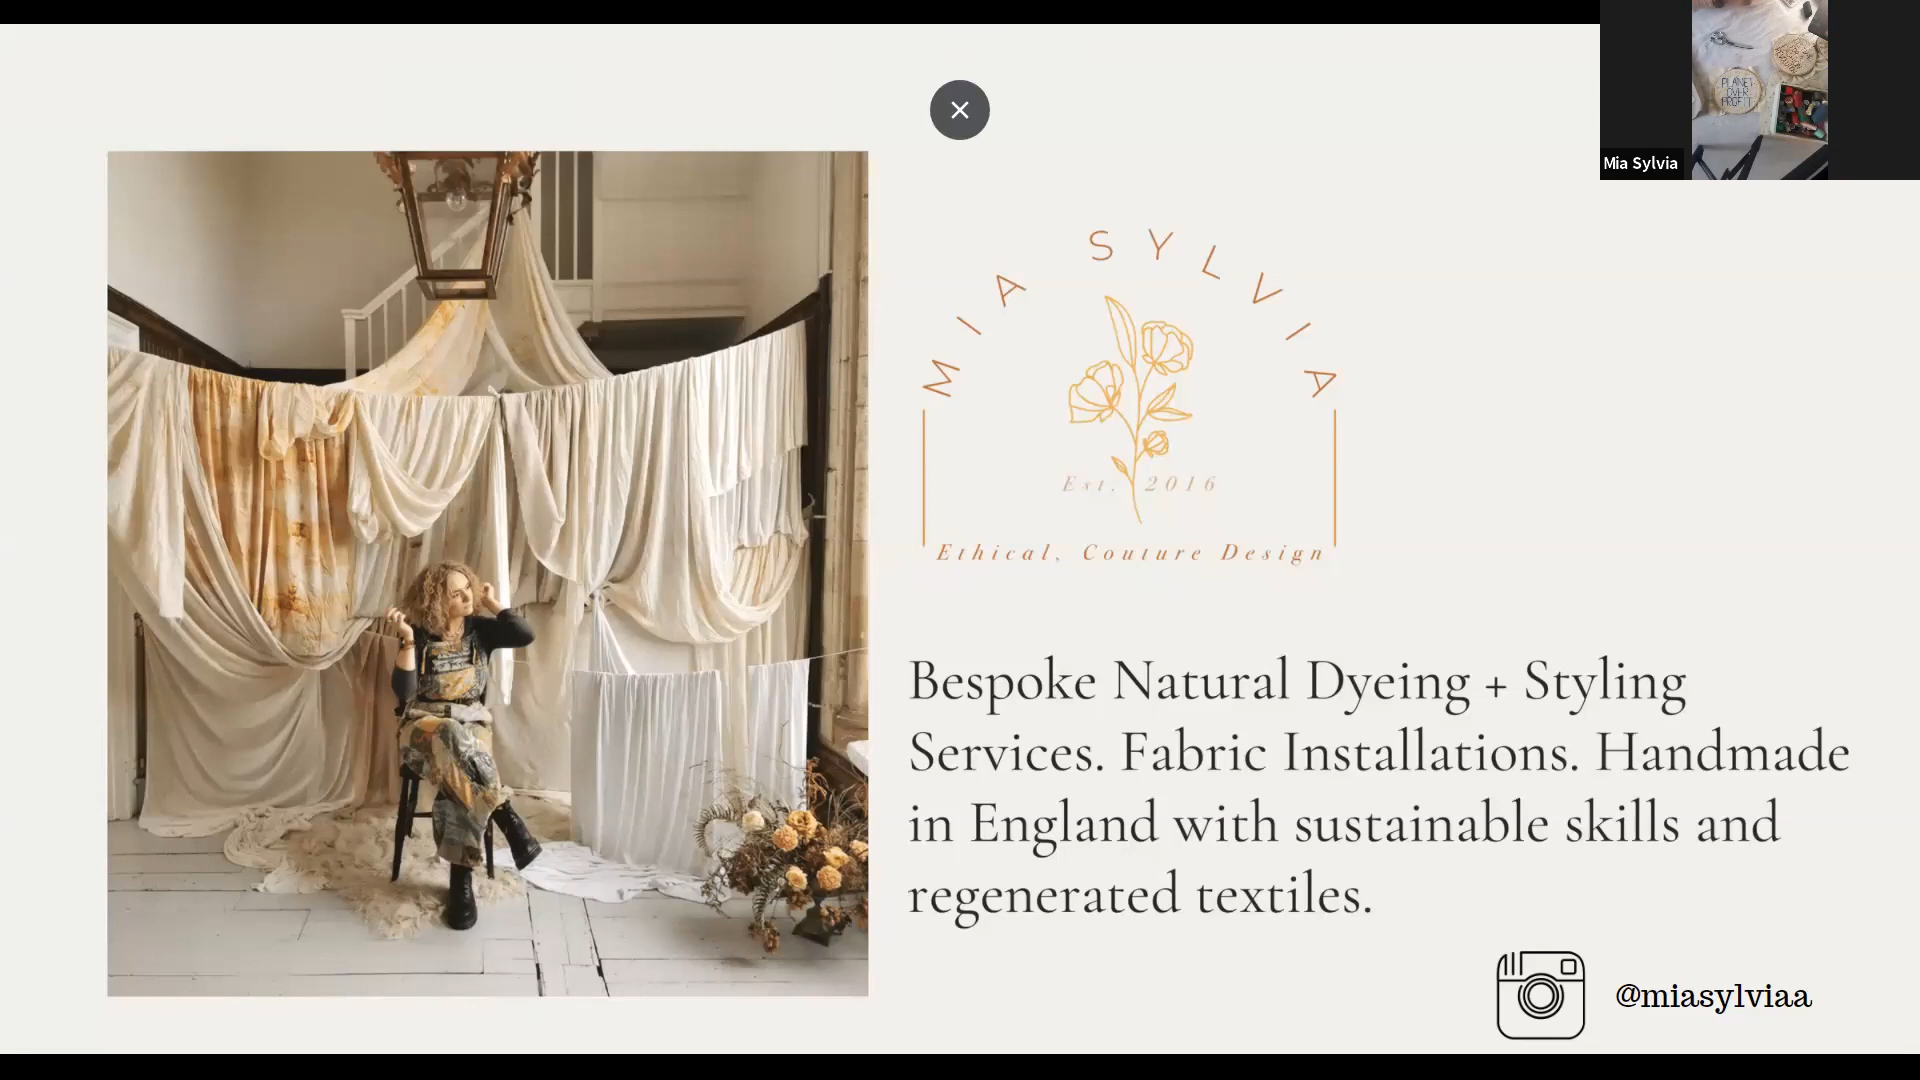 Mia Sylvia
PLANET
OVER
PROFIT
MIA SYLVIA
Est. 2016
Ethical, Couture Design
Bespoke Natural Dyeing + Styling
Services. Fabric Installations. Handmade
in England with sustainable skills and
regenerated textiles.
@miasylviaa